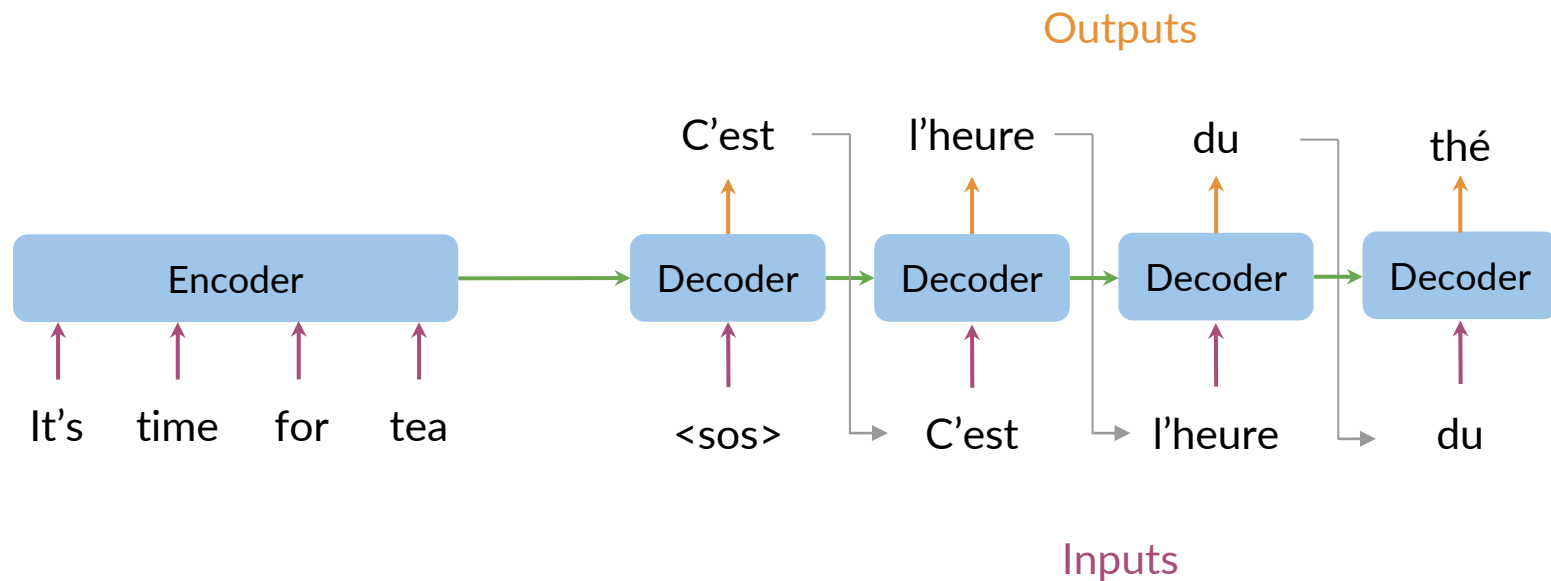 Outputs
C’est l’heure du thé
Encoder Decoder Decoder Decoder Decoder
It’s time for tea <sos> C’est l’heure du
Inputs